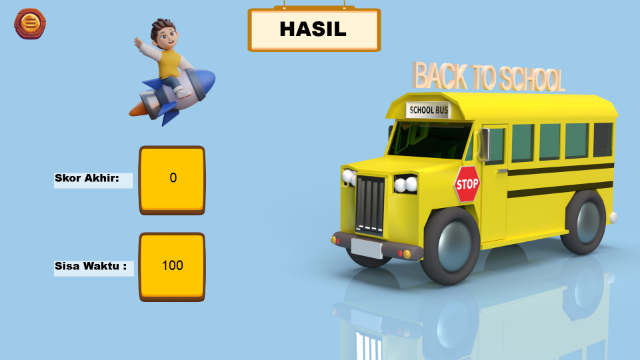 HASIL
BACK TO SCHOOL
SCHOOL BUS
STOP
Skor Akhir:
0
Sisa Waktu :
100